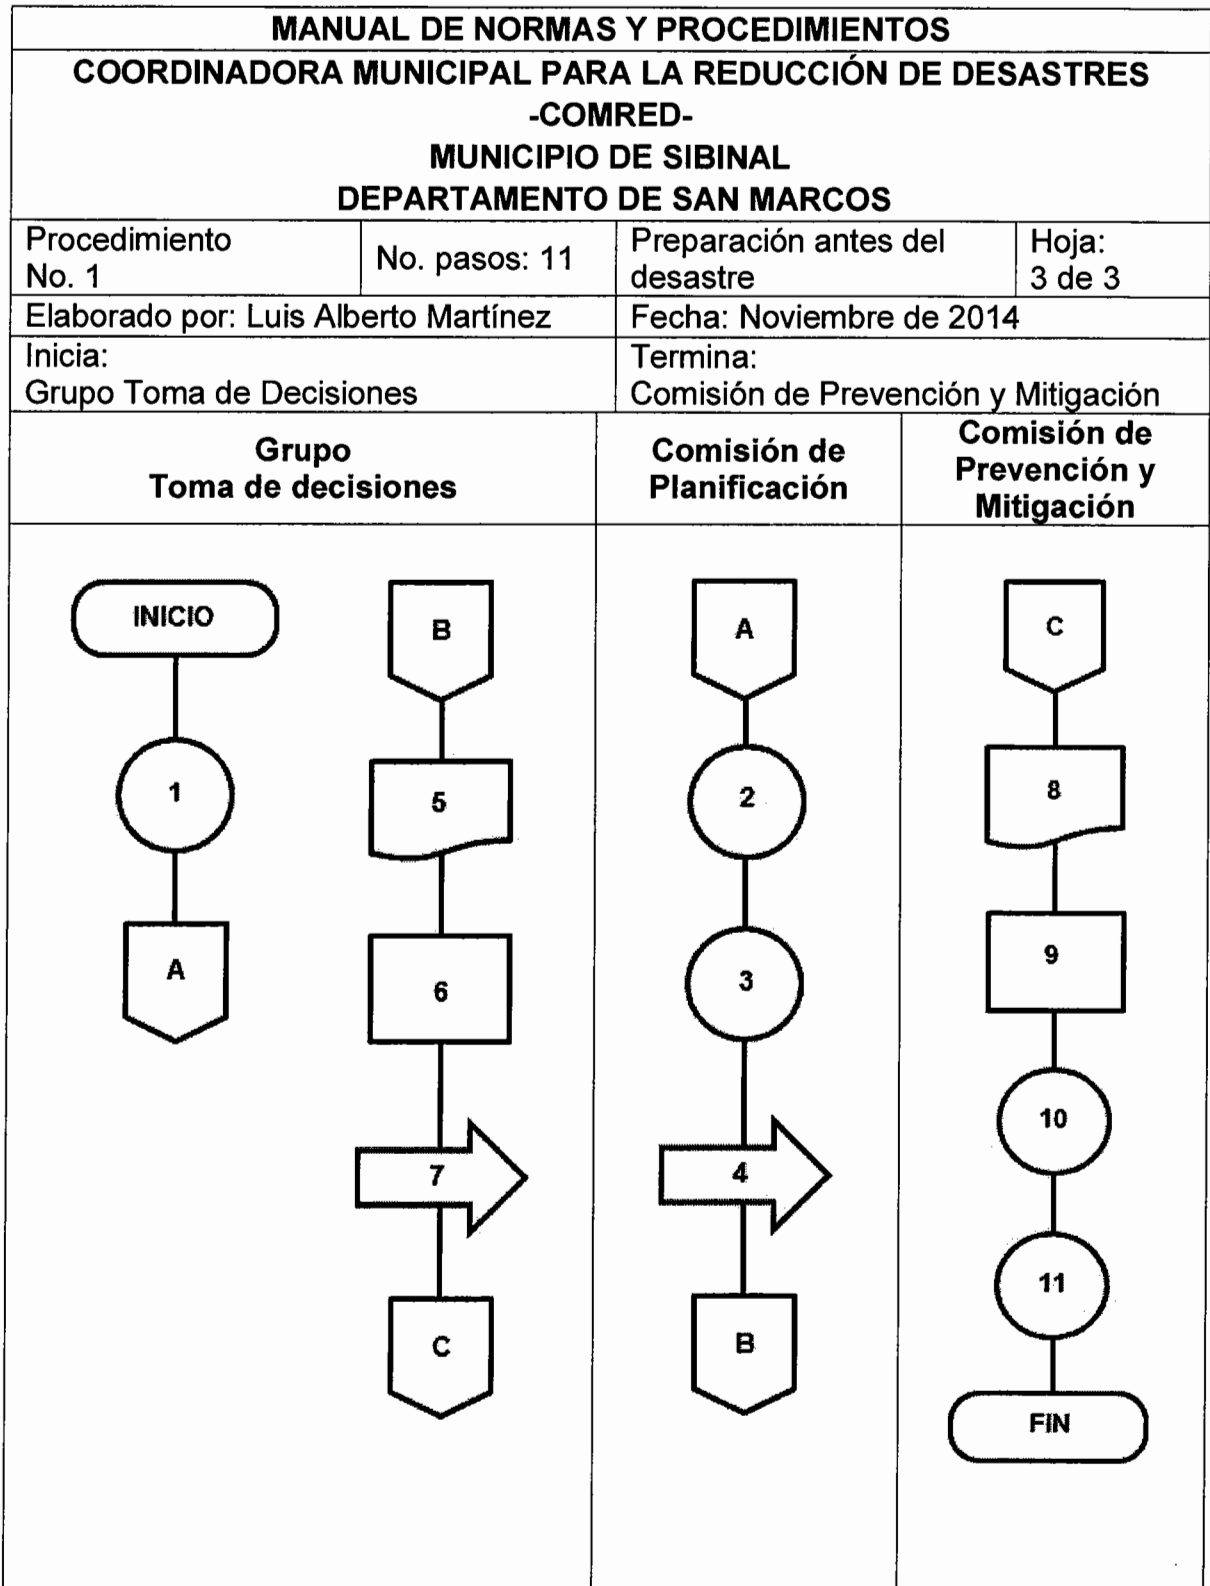 MANUAL DE NORMAS Y PROCEDIMIENTOS
COORDINADORA MUNICIPAL PARA LA REDUCCIÓN DE DESASTRES
-COMRED-
MUNICIPIO DE SIBINAL
DEPARTAMENTO DE SAN MARCOS
Procedimiento
No. 1
No. pasos: 11
Preparación antes del
desastre
Hoja:
3 de 3
Elaborado por: Luis Alberto Martínez
Fecha: Noviembre de 2014
Inicia:
Grupo Toma de Decisiones
Termina:
Comisión de Prevención y Mitigación
Grupo
Toma de decisiones
Comisión de
Planificación
Comisión de
Prevención y
Mitigación
INICIO
1
A
B
5
6
7
C
A
2
3
4
B
C
8
9
10
11
FIN